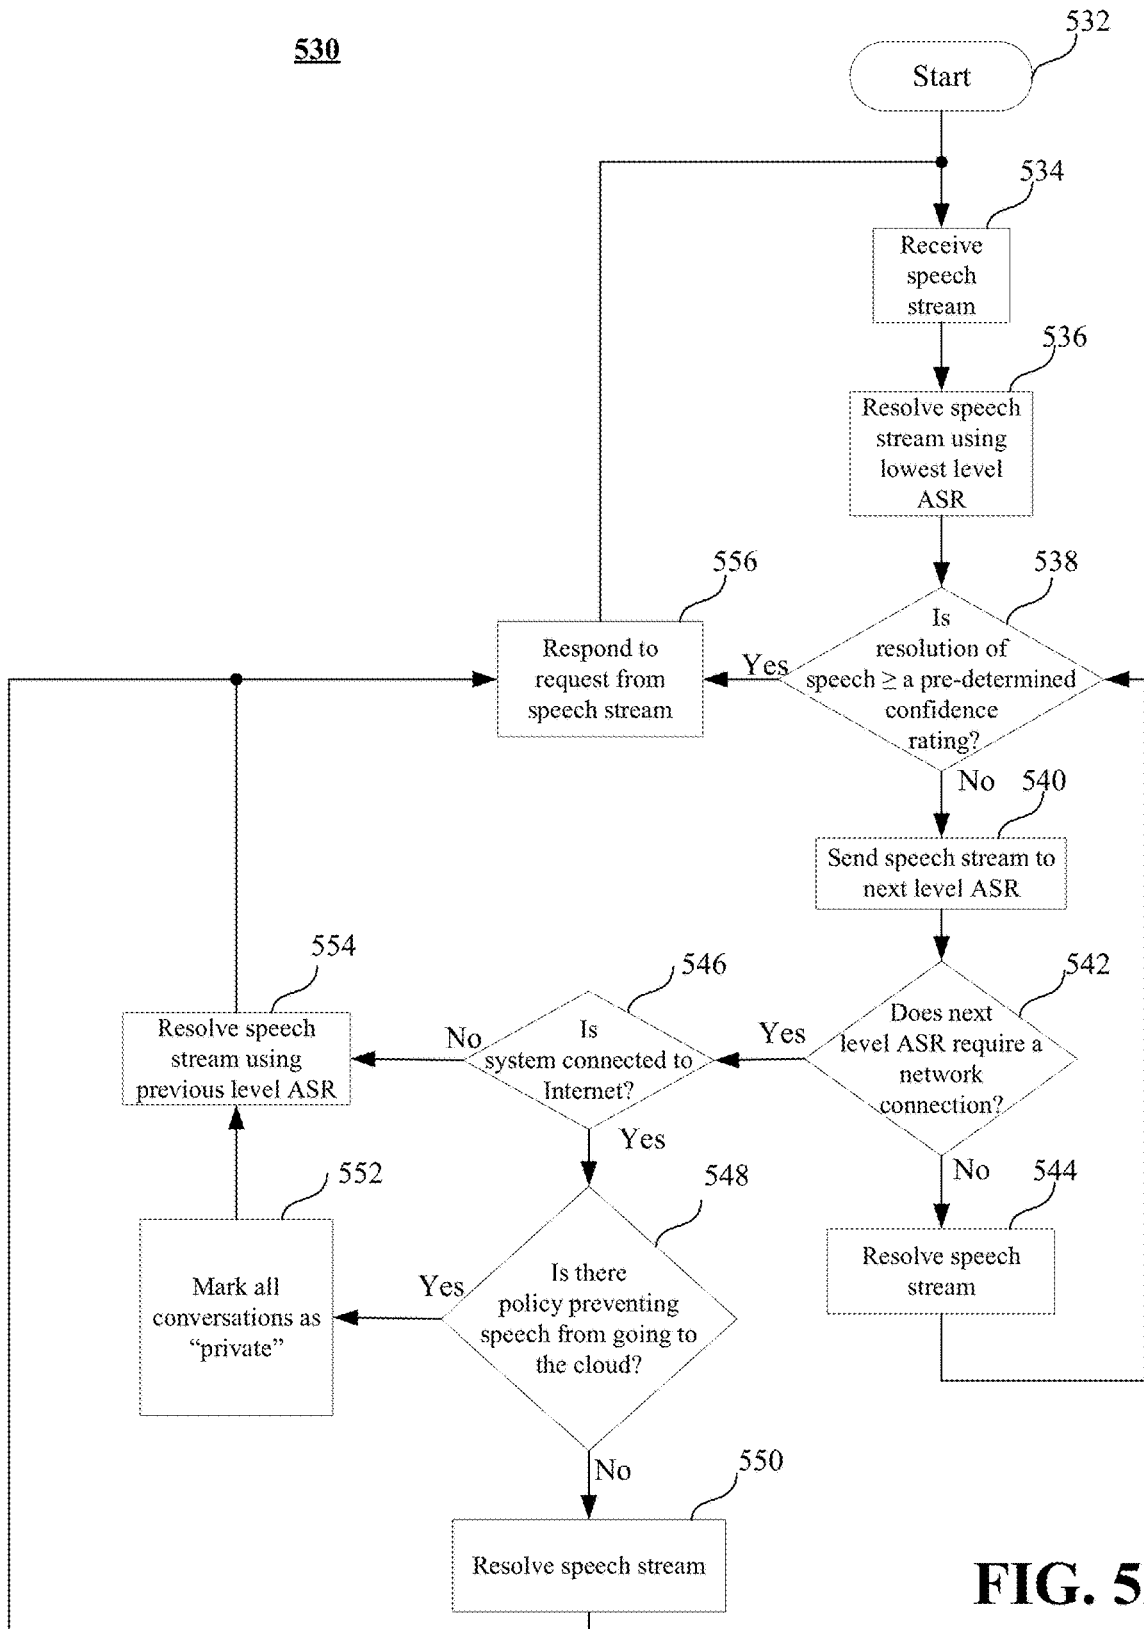 530
532
Start
534
Receive
speech
stream
536
Resolve speech
stream using
lowest level
ASR
538
Is
resolution of
speech ≥ a pre-determined
confidence
rating?
Yes
556
Respond to
request from
speech stream
No
540
Send speech stream to
next level ASR
542
Does next
level ASR require a
network
connection?
Yes
546
Is
system connected to
Internet?
No
554
Resolve speech
stream using
previous level ASR
No
544
Resolve speech
stream
Yes
548
Is there
policy preventing
speech from going to
the cloud?
Yes
552
Mark all
conversations as
“private”
No
550
Resolve speech stream
FIG. 5